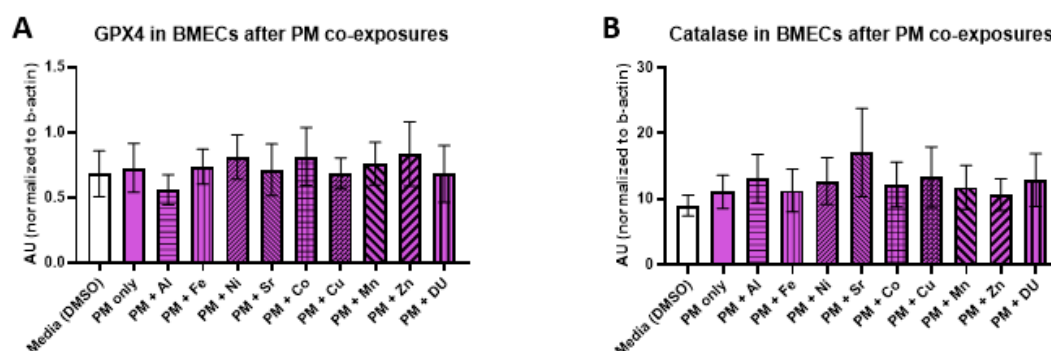 A
GPX4 in BMECs after PM co-exposures
AU (normalized to b-actin)
1.5
1.0
0.5
0.0
Media (DMSO)
PM only
PM + Al
PM + Fe
PM + Ni
PM + Sr
PM + Co
PM + Cu
PM + Mn
PM + Zn
PM + DU
B
Catalase in BMECs after PM co-exposures
AU (normalized to b-actin)
30
20
10
0
Media (DMSO)
PM only
PM + Al
PM + Fe
PM + Ni
PM + Sr
PM + Co
PM + Cu
PM + Mn
PM + Zn
PM + DU